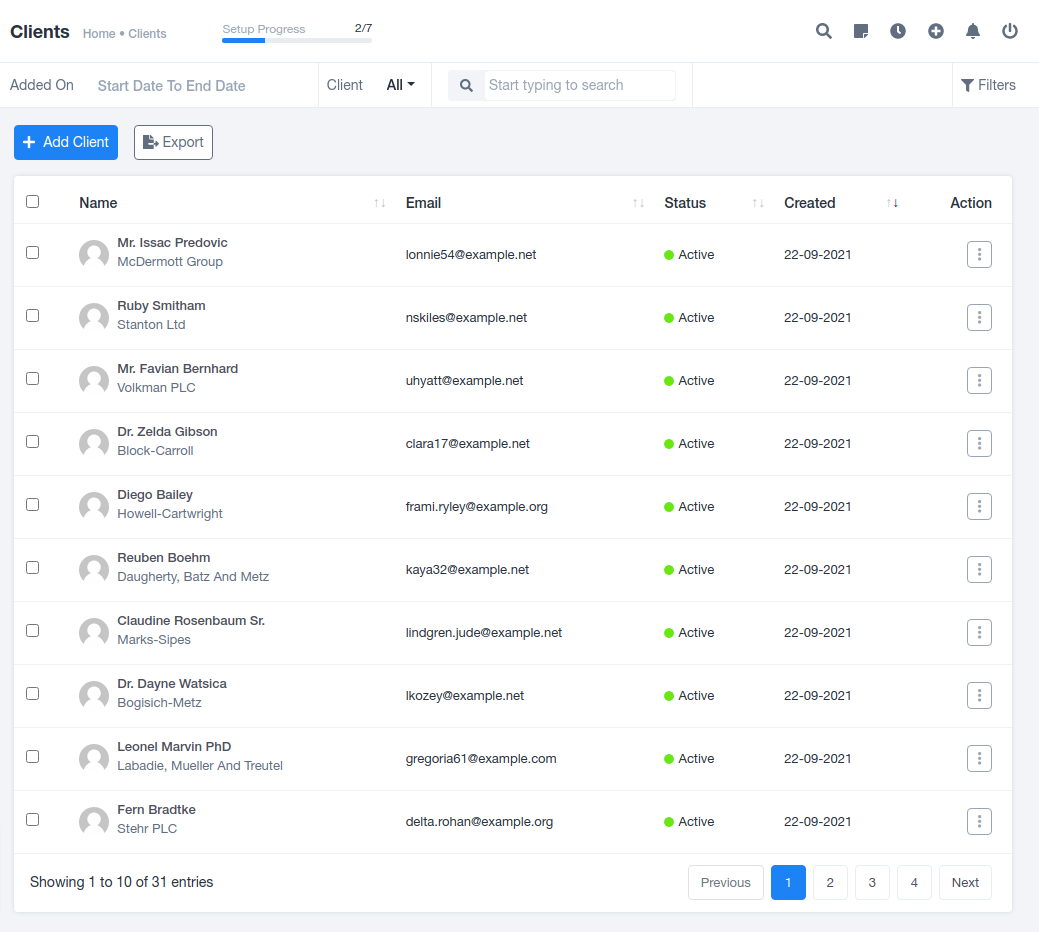 Clients Home • Clients Setup Progress 2/7
Added On Start Date To End Date Client All Start typing to search Filters
Add Client Export
Name ↑↓ Email ↑↓ Status ↑↓ Created ↑↓ Action
Mr. Issac Predovic
McDermott Group
lonnie54@example.net Active 22-09-2021
Ruby Smitham
Stanton Ltd
nskiles@example.net Active 22-09-2021
Mr. Favian Bernhard
Volkman PLC
uhyatt@example.net Active 22-09-2021
Dr. Zelda Gibson
Block-Carroll
clara17@example.net Active 22-09-2021
Diego Bailey
Howell-Cartwright
frami.ryley@example.org Active 22-09-2021
Reuben Boehm
Daugherty, Batz And Metz
kaya32@example.net Active 22-09-2021
Claudine Rosenbaum Sr.
Marks-Sipes
lindgren.jude@example.net Active 22-09-2021
Dr. Dayne Watsica
Bogisich-Metz
lkozey@example.net Active 22-09-2021
Leonel Marvin PhD
Labadie, Mueller And Treutel
gregoria61@example.com Active 22-09-2021
Fern Bradtke
Stehr PLC
delta.rohan@example.org Active 22-09-2021
Showing 1 to 10 of 31 entries Previous 1 2 3 4 Next